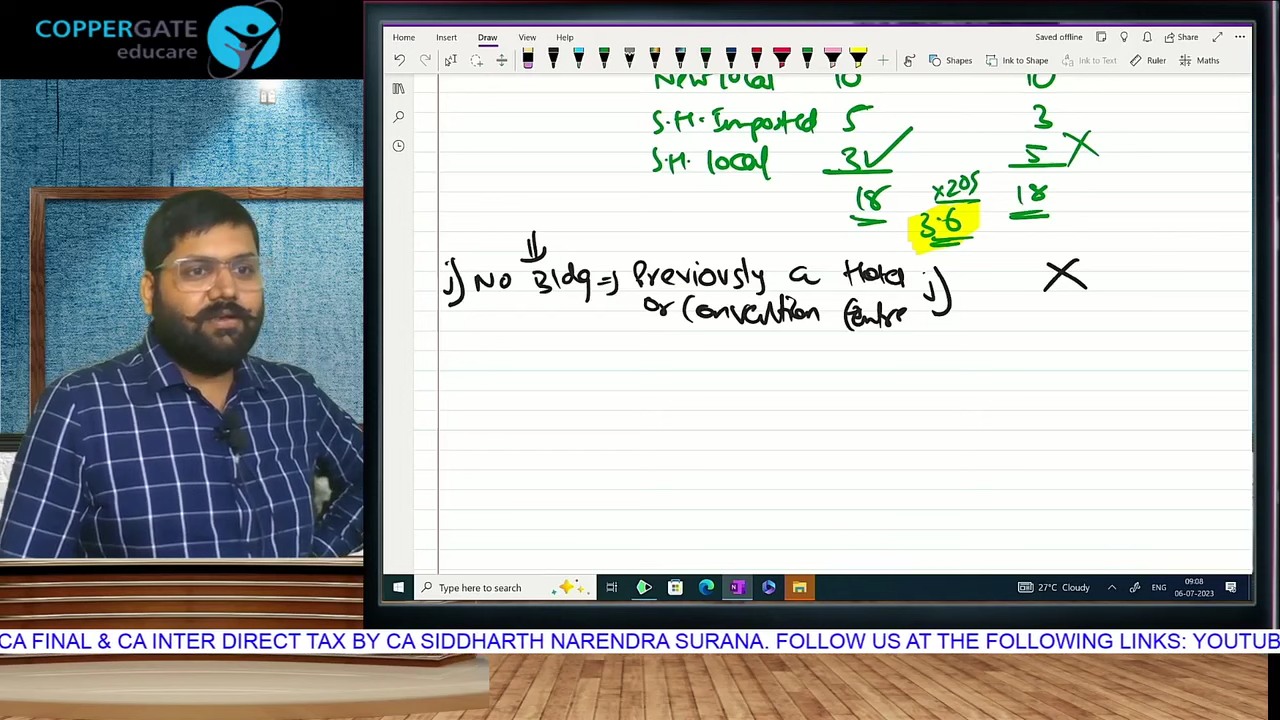 COPPERGATE
educare
Home Insert Draw View Help
Saved offline
Share
Shapes
Ink to Shape
Ink to Text
Ruler
Maths
New local 10 10
S.H. Imported 5 3
S.H. local 3 5
18 x20% 18
3.6
j) No Bldg => Previously a Hotel j)
or Convention Centre
Type here to search
27°C Cloudy
ENG
09:08
06-07-2023
CA FINAL & CA INTER DIRECT TAX BY CA SIDDHARTH NARENDRA SURANA. FOLLOW US AT THE FOLLOWING LINKS: YOUTUB